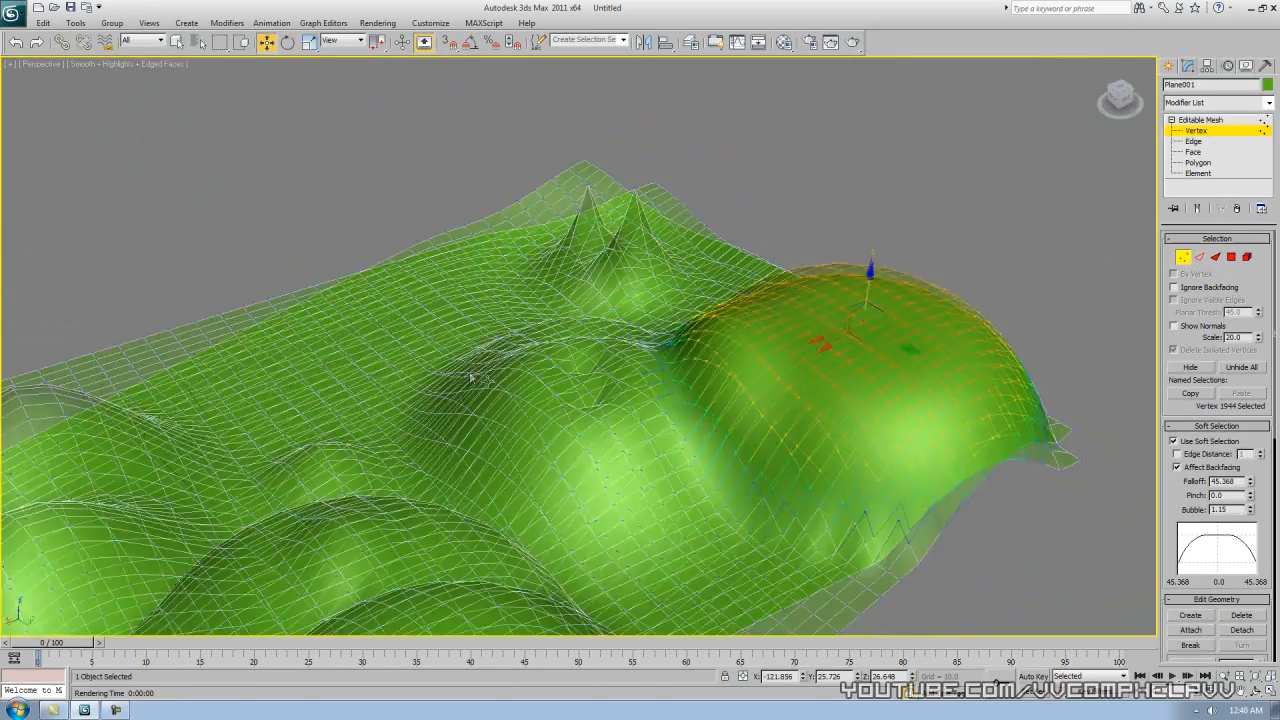 Autodesk 3ds Max 2011 x64 Untitled
Type a keyword or phrase
Edit Tools Group Views Create Modifiers Animation Graph Editors Rendering Customize MAXScript Help
All View Create Selection Se
[ + ] [ Perspective ] [ Smooth + Highlights + Edged Faces ]
Plane001
Modifier List
Editable Mesh
Vertex
Edge
Face
Polygon
Element
Selection
By Vertex
Ignore Backfacing
Ignore Visible Edges
Planar Thresh: 45.0
Show Normals
Scale: 20.0
Delete Isolated Vertices
Hide Unhide All
Named Selections:
Copy Paste
Vertex 1944 Selected
Soft Selection
Use Soft Selection
Edge Distance: 1
Affect Backfacing
Falloff: 45.368
Pinch: 0.0
Bubble: 1.15
45.368 0.0 45.368
Edit Geometry
Create Delete
Attach Detach
Break Turn
0 / 100
0 5 10 15 20 25 30 35 40 45 50 55 60 65 70 75 80 85 90 95 100
1 Object Selected
X: -121.856 Y: 25.726 Z: 26.648 Grid = 10.0
Auto Key Selected
Welcome to M
Rendering Time 0:00:00
YouTube.com/VVCompHelpVV
12:40 AM